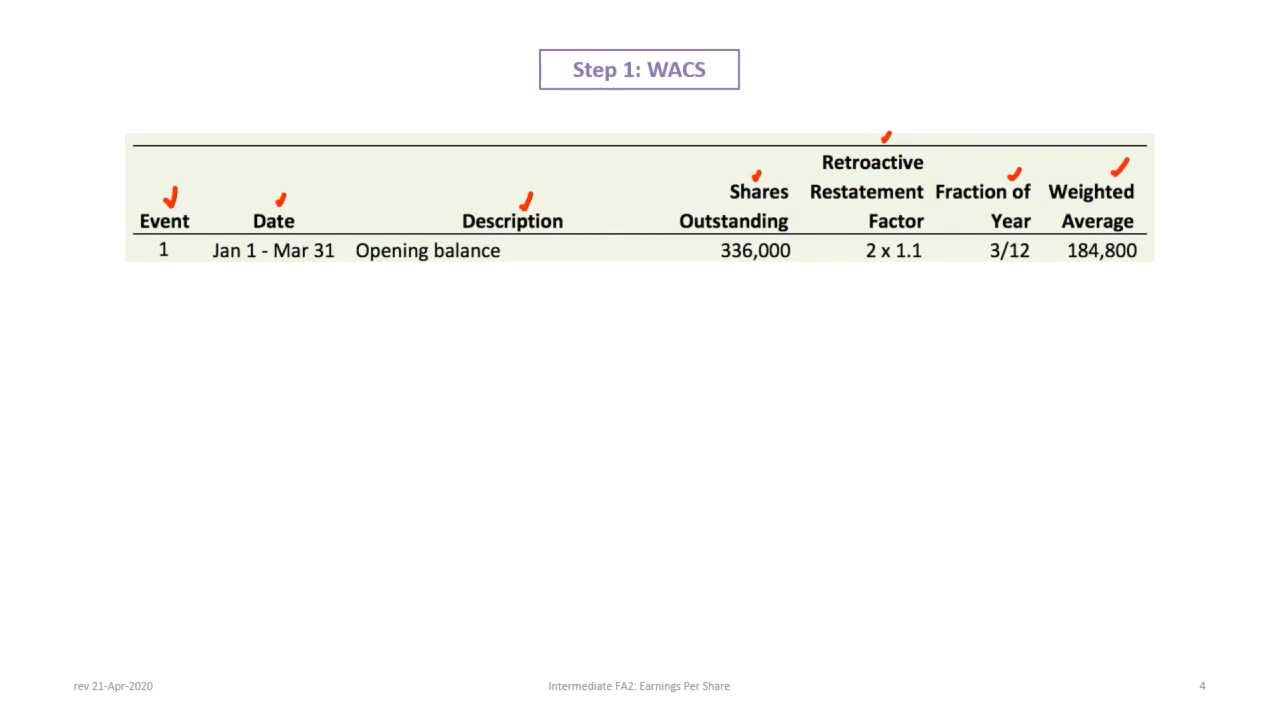 Step 1: WACS
Retroactive
Shares Restatement Fraction of Weighted
Event Date Description Outstanding Factor Year Average
1 Jan 1 - Mar 31 Opening balance 336,000 2 x 1.1 3/12 184,800
rev 21-Apr-2020 Intermediate FA2: Earnings Per Share 4